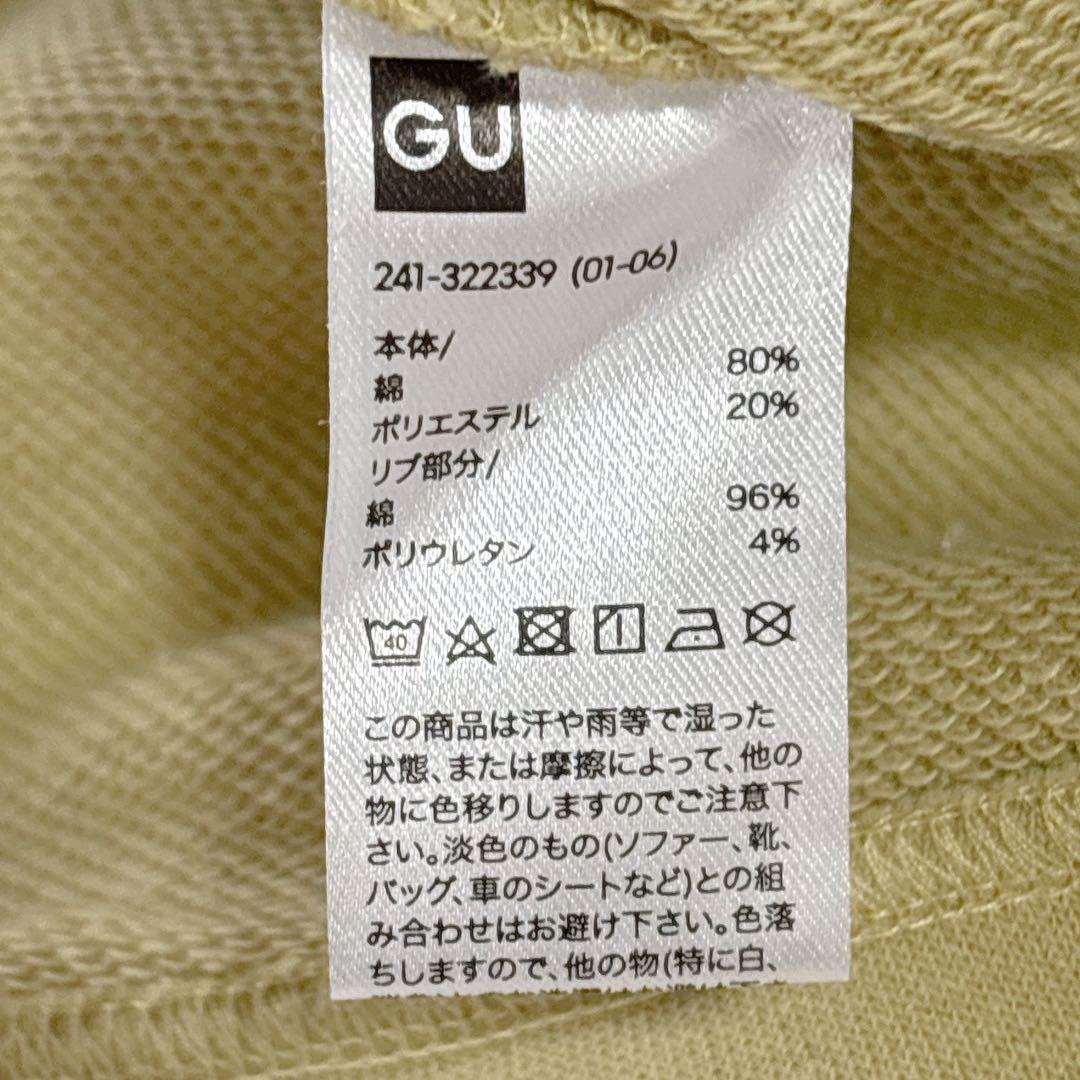 GU
241-322339 (01-06)
本体/
綿 80%
ポリエステル 20%
リブ部分/
綿 96%
ポリウレタン 4%
40
この商品は汗や雨等で湿った
状態、または摩擦によって、他の
物に色移りしますのでご注意下
さい。淡色のもの(ソファー、靴、
バッグ、車のシートなど)との組
み合わせはお避け下さい。色落
ちしますので、他の物(特に白、